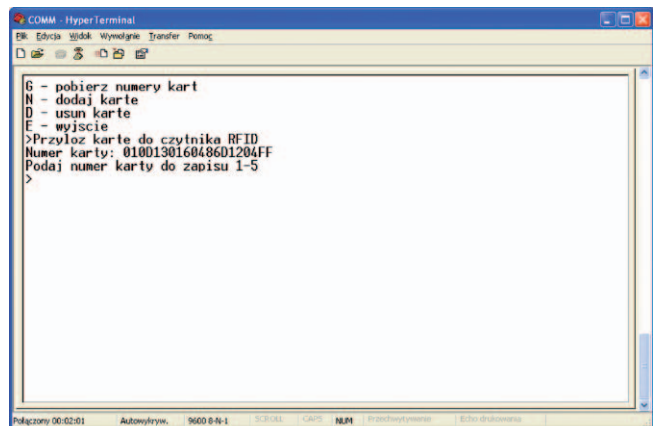 COMM - HyperTerminal
Plik Edycja Widok Wywołanie Transfer Pomoc
G - pobierz numery kart
N - dodaj karte
D - usun karte
E - wyjscie
>Przyloz karte do czytnika RFID
Numer karty: 010D130160486D1204FF
Podaj numer karty do zapisu 1-5
>
Połączony 00:02:01 Autowykryw. 9600 8-N-1 SCROLL CAPS NUM Przechwytywanie Echo drukowania